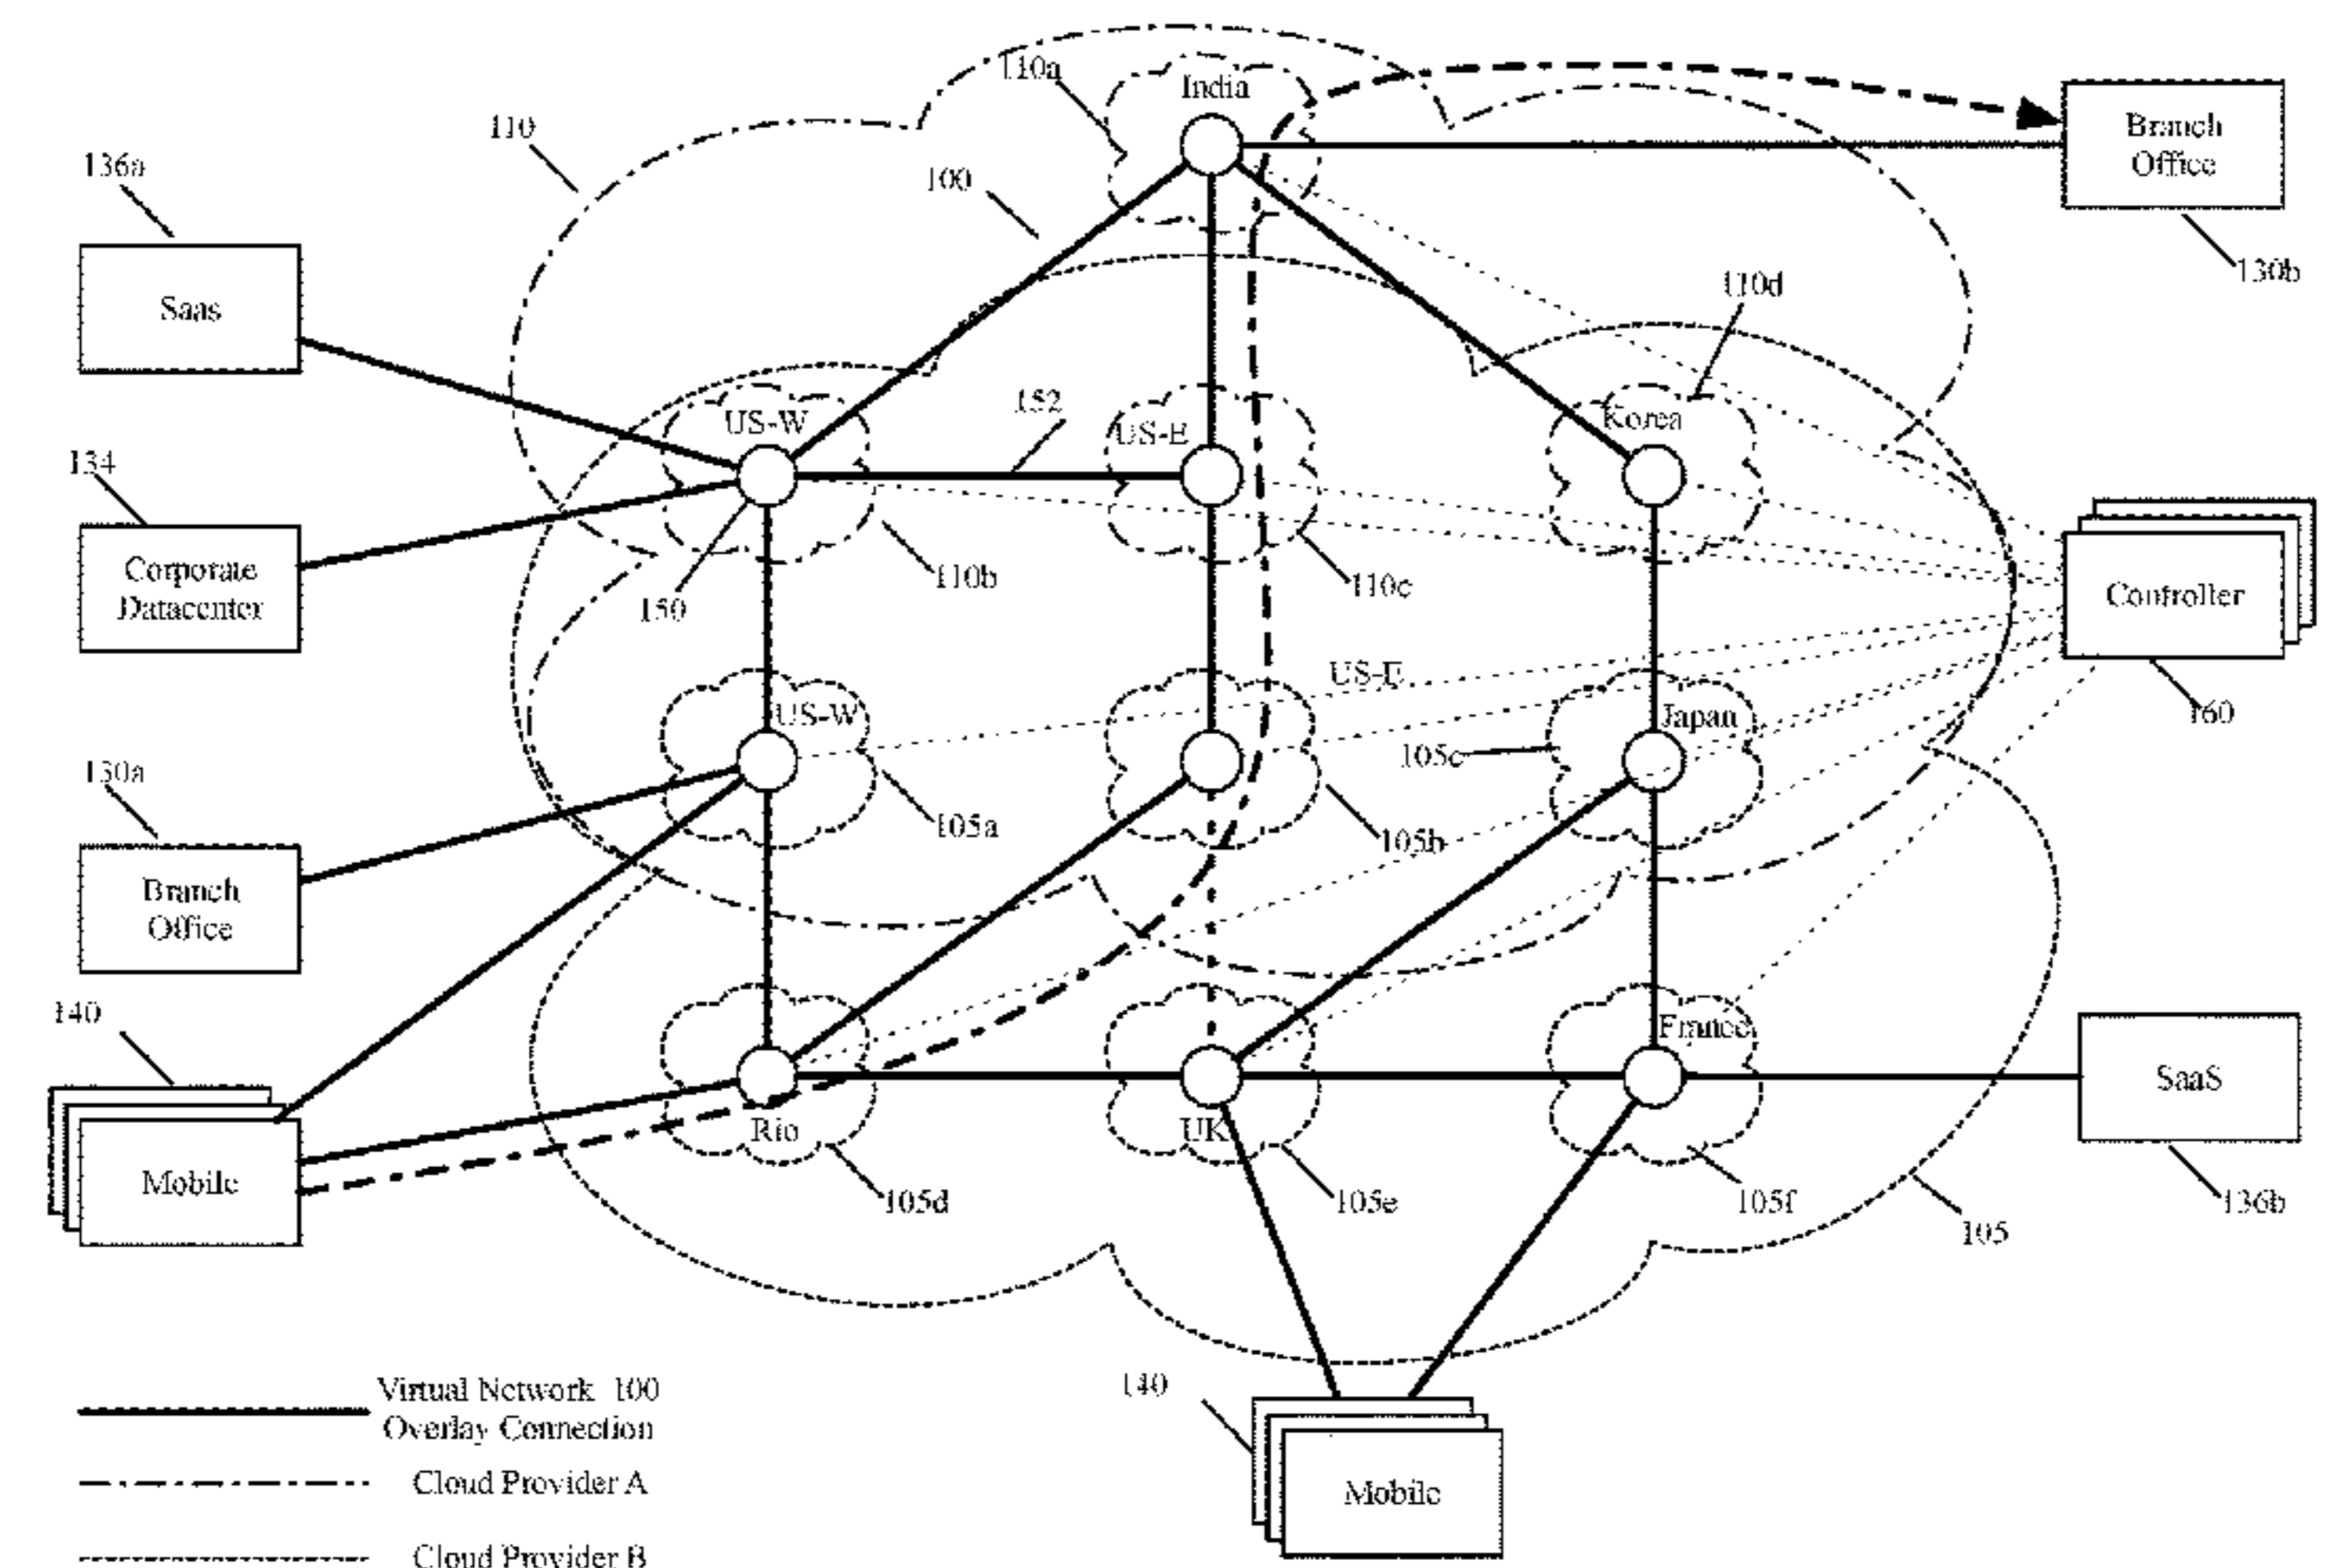 110a
India
110
Branch
Office
136a
100
130b
110d
Saas
US-W
152
US-E
Korea
134
Corporate
Datacenter
150
110b
110c
Controller
US-E
160
US-W
Japan
105c
130a
105a
105b
Branch
Office
140
France
SaaS
Mobile
Rio
UK
105d
105e
105f
136b
105
140
Virtual Network 100
Overlay Connection
Cloud Provider A
Mobile
Cloud Provider B